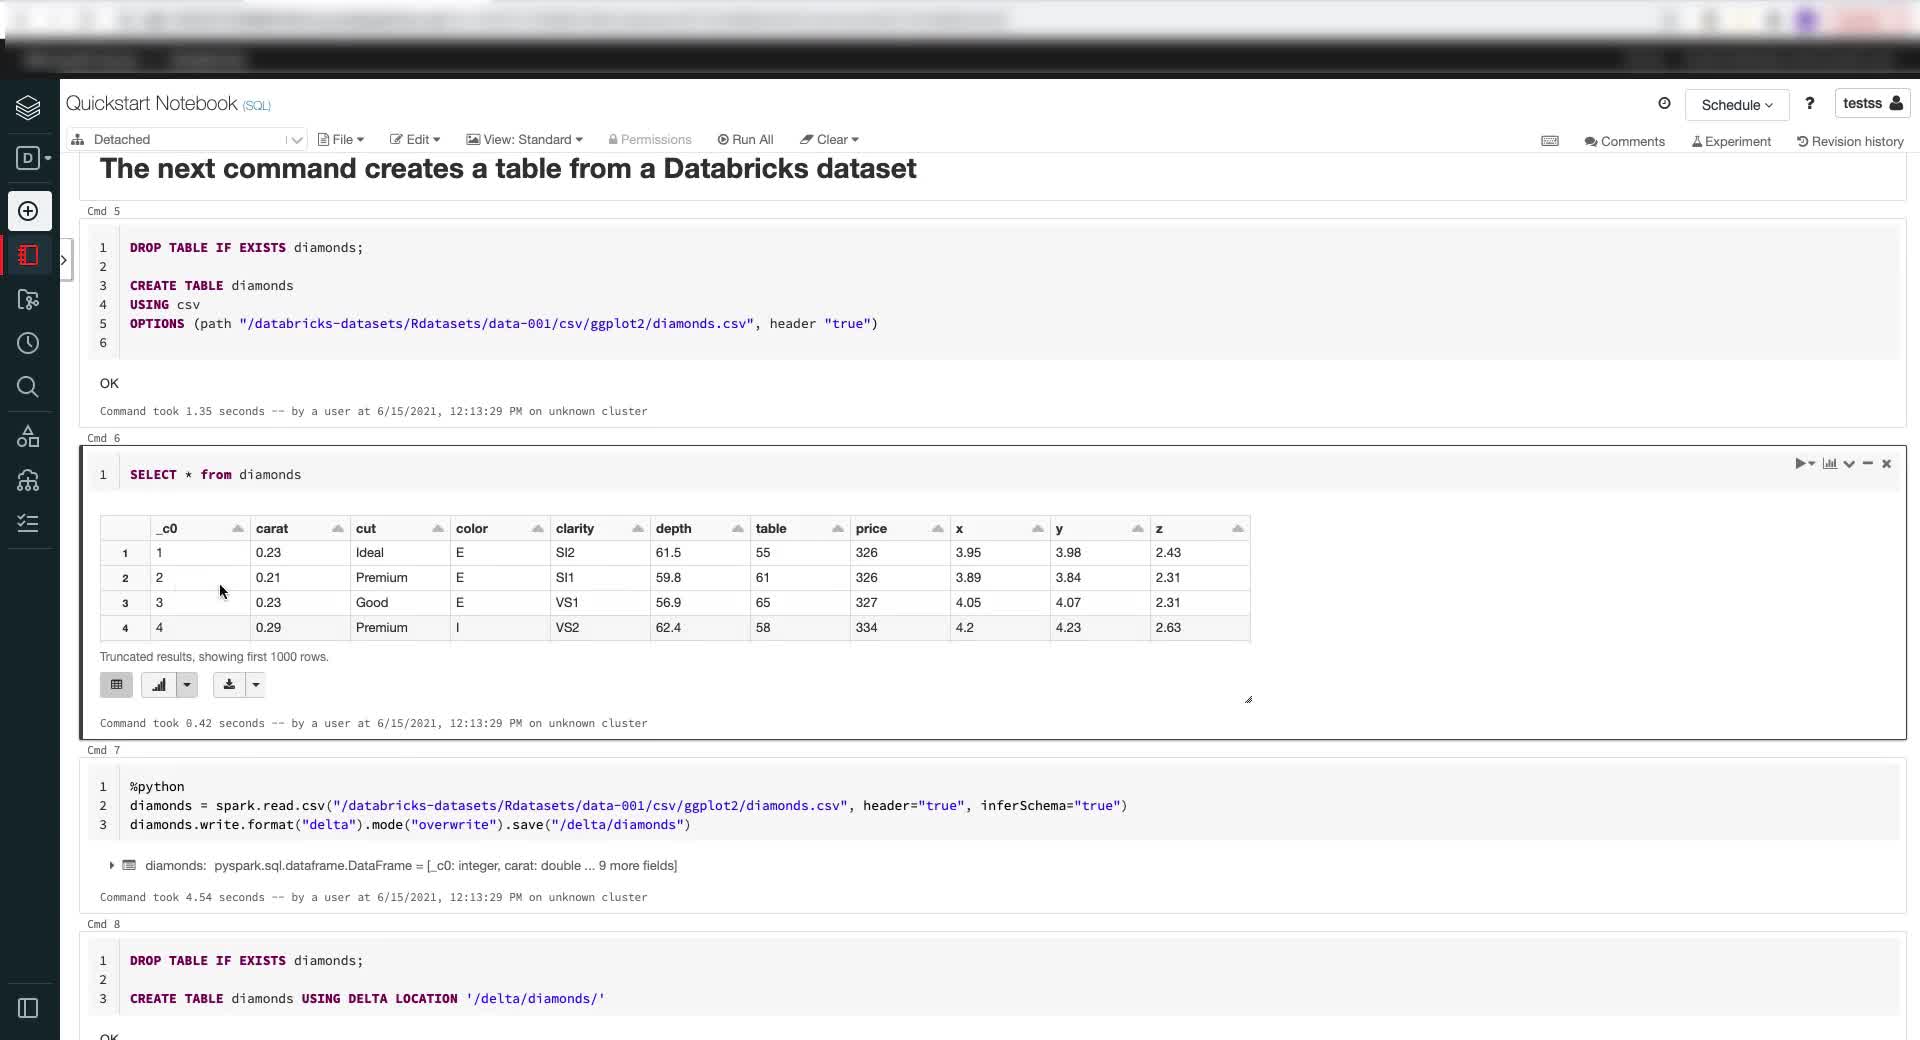 Quickstart Notebook (SQL)
Schedule
?
testss
Detached
File
Edit
View: Standard
Permissions
Run All
Clear
Comments
Experiment
Revision history
D
The next command creates a table from a Databricks dataset
Cmd 5
1 DROP TABLE IF EXISTS diamonds;
2
3 CREATE TABLE diamonds
4 USING csv
5 OPTIONS (path "/databricks-datasets/Rdatasets/data-001/csv/ggplot2/diamonds.csv", header "true")
6
OK
Command took 1.35 seconds -- by a user at 6/15/2021, 12:13:29 PM on unknown cluster
Cmd 6
1 SELECT * from diamonds
_c0 carat cut color clarity depth table price x y z
1 1 0.23 Ideal E SI2 61.5 55 326 3.95 3.98 2.43
2 2 0.21 Premium E SI1 59.8 61 326 3.89 3.84 2.31
3 3 0.23 Good E VS1 56.9 65 327 4.05 4.07 2.31
4 4 0.29 Premium I VS2 62.4 58 334 4.2 4.23 2.63
Truncated results, showing first 1000 rows.
Command took 0.42 seconds -- by a user at 6/15/2021, 12:13:29 PM on unknown cluster
Cmd 7
1 %python
2 diamonds = spark.read.csv("/databricks-datasets/Rdatasets/data-001/csv/ggplot2/diamonds.csv", header="true", inferSchema="true")
3 diamonds.write.format("delta").mode("overwrite").save("/delta/diamonds")
diamonds: pyspark.sql.dataframe.DataFrame = [_c0: integer, carat: double ... 9 more fields]
Command took 4.54 seconds -- by a user at 6/15/2021, 12:13:29 PM on unknown cluster
Cmd 8
1 DROP TABLE IF EXISTS diamonds;
2
3 CREATE TABLE diamonds USING DELTA LOCATION '/delta/diamonds/'
OK